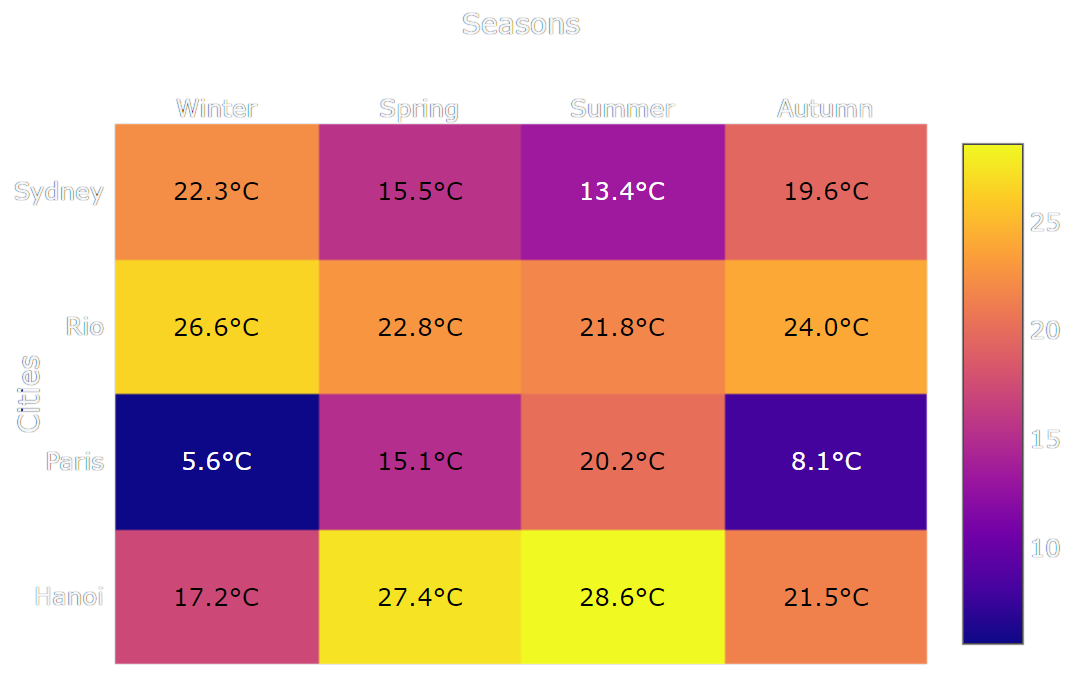 Seasons
Winter Spring Summer Autumn
Sydney 22.3°C 15.5°C 13.4°C 19.6°C
25
Rio 26.6°C 22.8°C 21.8°C 24.0°C
20
Cities
15
Paris 5.6°C 15.1°C 20.2°C 8.1°C
10
Hanoi 17.2°C 27.4°C 28.6°C 21.5°C